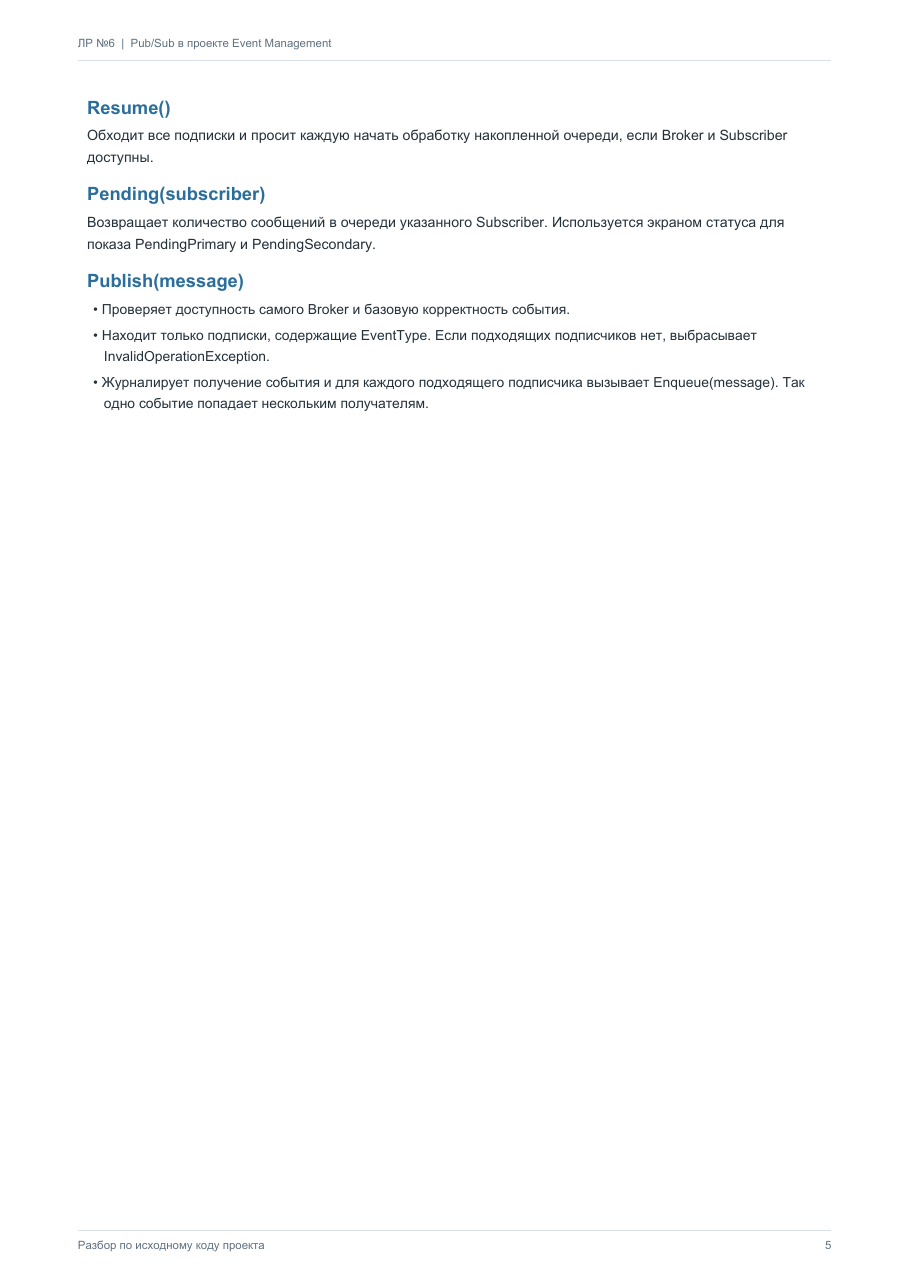 ЛР №6 | Pub/Sub в проекте Event Management
Resume()
Обходит все подписки и просит каждую начать обработку накопленной очереди, если Broker и Subscriber
доступны.
Pending(subscriber)
Возвращает количество сообщений в очереди указанного Subscriber. Используется экраном статуса для
показа PendingPrimary и PendingSecondary.
Publish(message)
• Проверяет доступность самого Broker и базовую корректность события.
• Находит только подписки, содержащие EventType. Если подходящих подписчиков нет, выбрасывает
InvalidOperationException.
• Журналирует получение события и для каждого подходящего подписчика вызывает Enqueue(message). Так
одно событие попадает нескольким получателям.
Разбор по исходному коду проекта
5